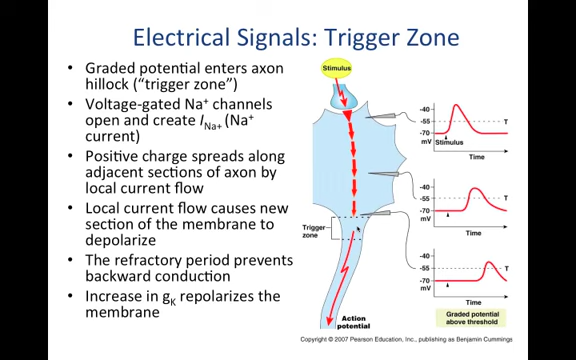 Electrical Signals: Trigger Zone
• Graded potential enters axon
hillock (“trigger zone”)
• Voltage-gated Na⁺ channels
open and create I Na+ (Na⁺
current)
• Positive charge spreads along
adjacent sections of axon by
local current flow
• Local current flow causes new
section of the membrane to
depolarize
• The refractory period prevents
backward conduction
• Increase in gK repolarizes the
membrane
Stimulus
Trigger
zone
Action
potential
-40
-55
T
-70
mV
Stimulus
Time
-40
-55
T
-70
mV
Time
-40
-55
T
-70
mV
Time
Graded potential
above threshold
Copyright © 2007 Pearson Education, Inc., publishing as Benjamin Cummings